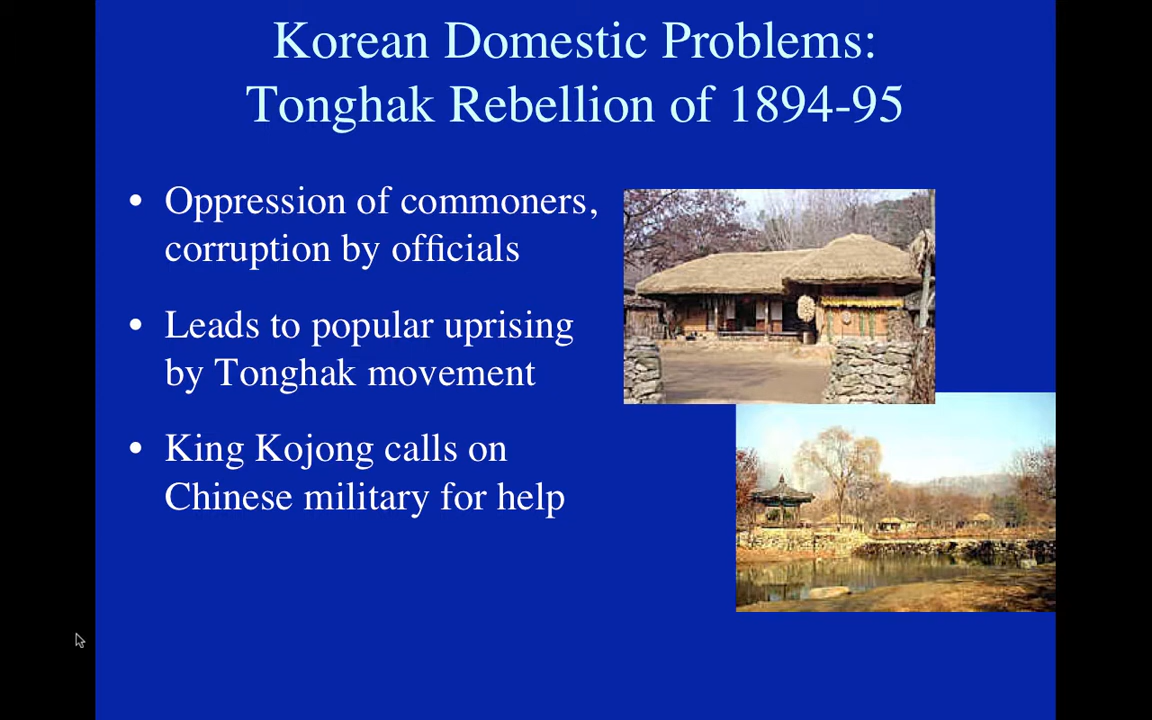 Korean Domestic Problems:
Tonghak Rebellion of 1894-95
• Oppression of commoners,
corruption by officials
• Leads to popular uprising
by Tonghak movement
• King Kojong calls on
Chinese military for help